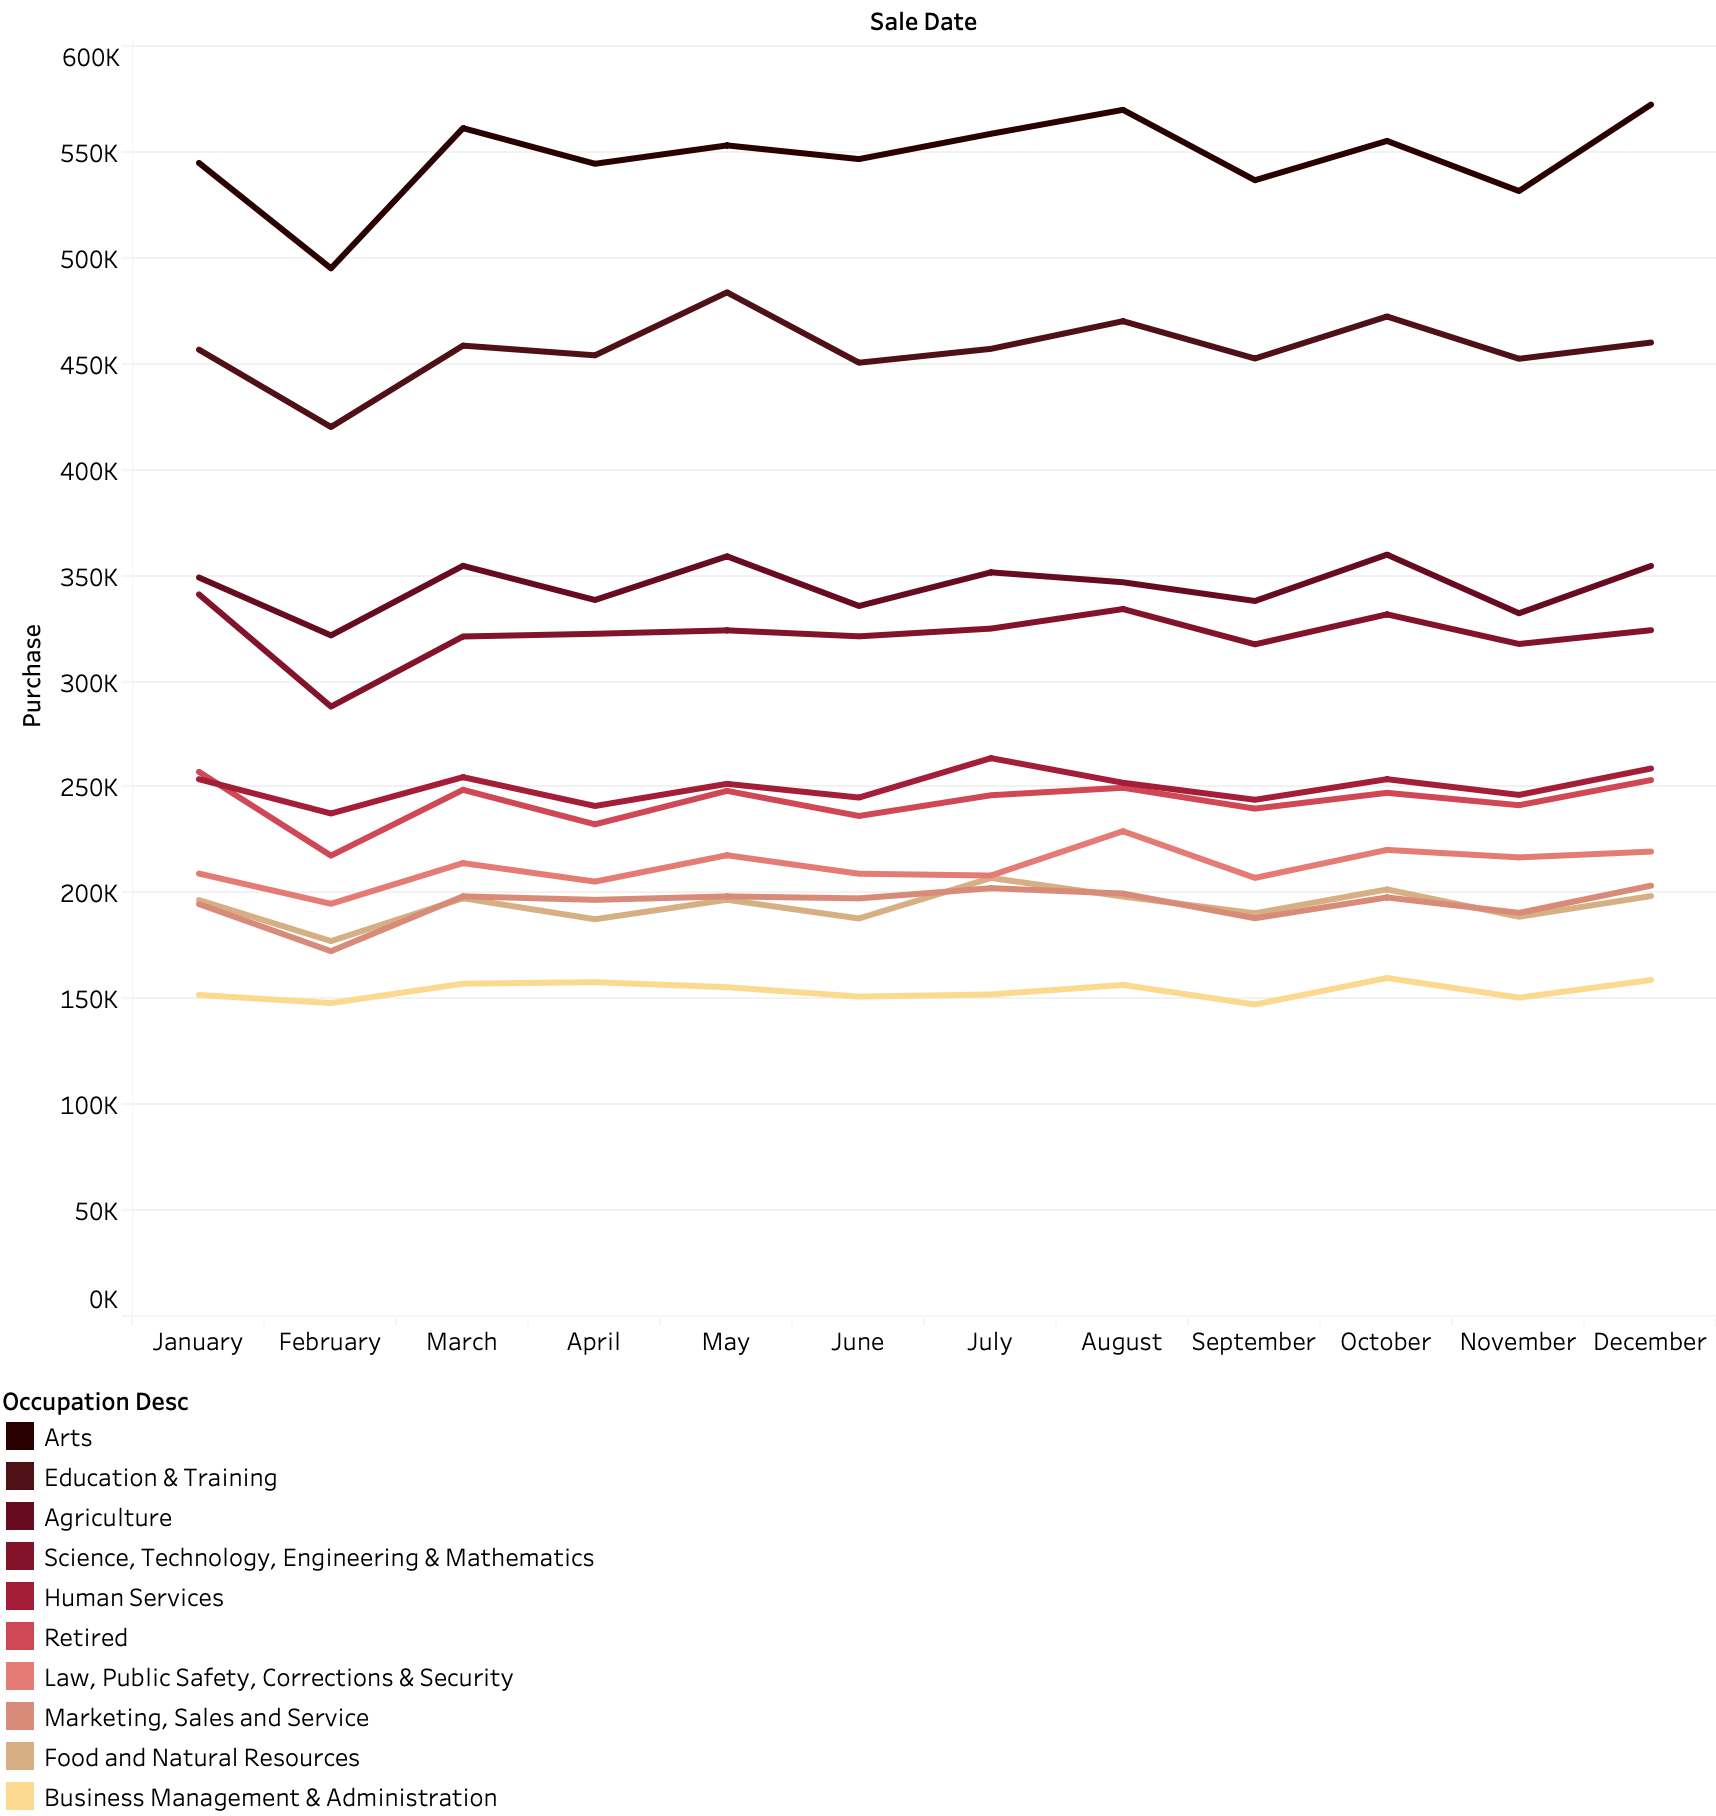 Sale Date
600K
550K
500K
450K
400K
350K
300K
250K
200K
150K
100K
50K
0K
Purchase
January February March April May June July August September October November December
Occupation Desc
Arts
Education & Training
Agriculture
Science, Technology, Engineering & Mathematics
Human Services
Retired
Law, Public Safety, Corrections & Security
Marketing, Sales and Service
Food and Natural Resources
Business Management & Administration